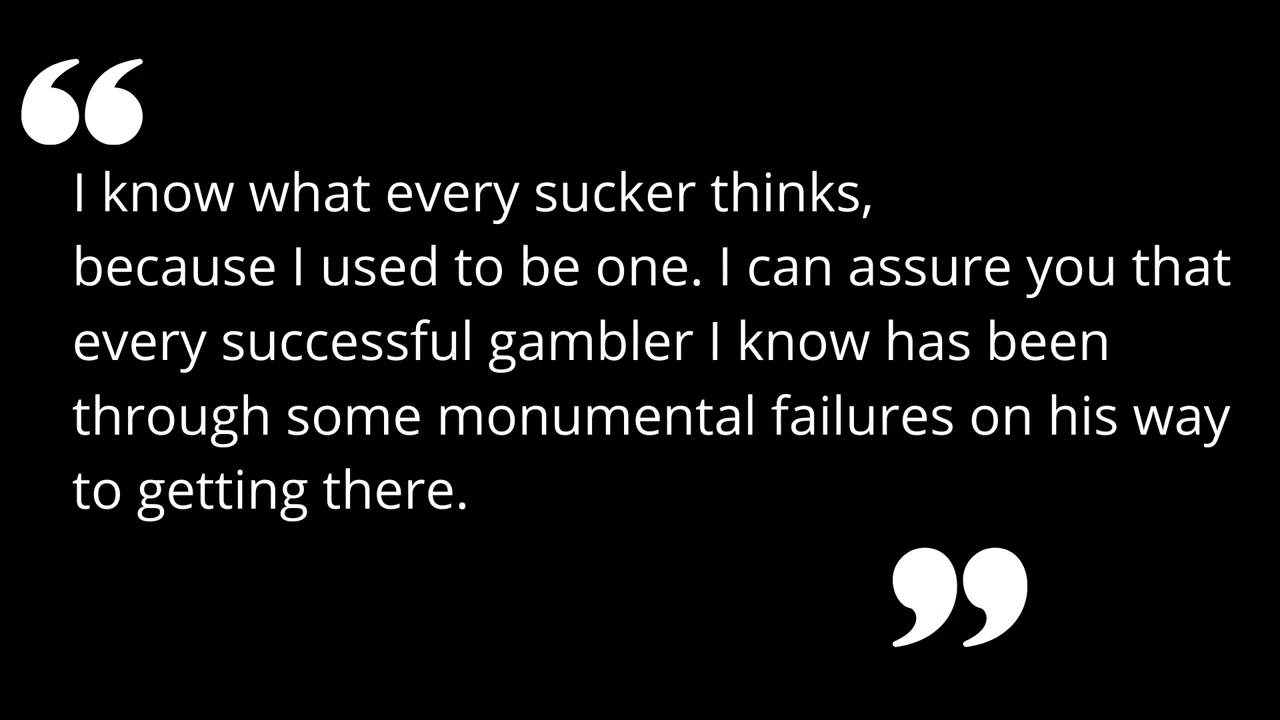 “
I know what every sucker thinks,
because I used to be one. I can assure you that
every successful gambler I know has been
through some monumental failures on his way
to getting there.
”